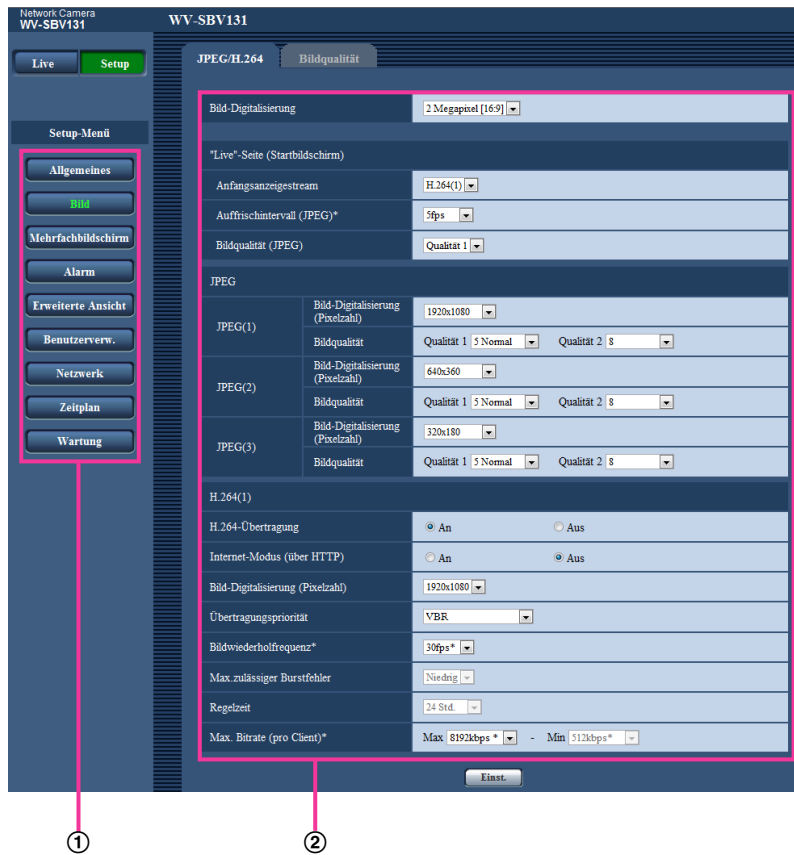 Network Camera
WV-SBV131
WV-SBV131
Live
Setup
JPEG/H.264
Bildqualität
Setup-Menü
Allgemeines
Bild
Mehrfachbildschirm
Alarm
Erweiterte Ansicht
Benutzerverw.
Netzwerk
Zeitplan
Wartung
Bild-Digitalisierung
2 Megapixel [16:9]
"Live"-Seite (Startbildschirm)
Anfangsanzeigestream
H.264(1)
Auffrischintervall (JPEG)*
5fps
Bildqualität (JPEG)
Qualität 1
JPEG
JPEG(1)
Bild-Digitalisierung
(Pixelzahl)
1920x1080
Bildqualität
Qualität 1 5 Normal Qualität 2 8
JPEG(2)
Bild-Digitalisierung
(Pixelzahl)
640x360
Bildqualität
Qualität 1 5 Normal Qualität 2 8
JPEG(3)
Bild-Digitalisierung
(Pixelzahl)
320x180
Bildqualität
Qualität 1 5 Normal Qualität 2 8
H.264(1)
H.264-Übertragung
An Aus
Internet-Modus (über HTTP)
An Aus
Bild-Digitalisierung (Pixelzahl)
1920x1080
Übertragungspriorität
VBR
Bildwiederholfrequenz*
30fps*
Max.zulässiger Burstfehler
Niedrig
Regelzeit
24 Std.
Max. Bitrate (pro Client)*
Max 8192kbps * - Min 512kbps*
Einst.
① ②